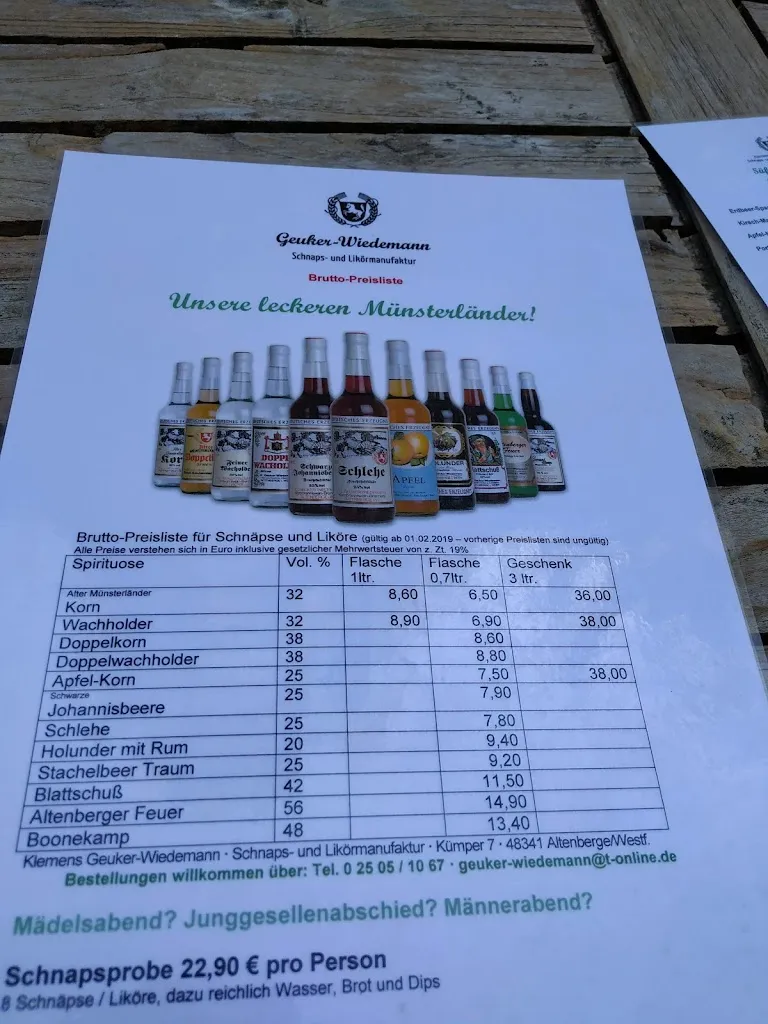 Geuker-Wiedemann
Schnaps- und Likörmanufaktur
Brutto-Preisliste
Unsere leckeren Münsterländer!
Schlehe
APFEL
Brutto-Preisliste für Schnäpse und Liköre (gültig ab 01.02.2019 – vorherige Preislisten sind ungültig)
Alle Preise verstehen sich in Euro inklusive gesetzlicher Mehrwertsteuer von z. Zt. 19%
Spirituose Vol. % Flasche 1ltr. Flasche 0,7ltr. Geschenk 3 ltr.
Alter Münsterländer
Korn 32 8,60 6,50 36,00
Wachholder 32 8,90 6,90 38,00
Doppelkorn 38 8,60
Doppelwachholder 38 8,80
Apfel-Korn 25 7,50 38,00
Schwarze
Johannisbeere 25 7,90
Schlehe 25 7,80
Holunder mit Rum 20 9,40
Stachelbeer Traum 25 9,20
Blattschuß 42 11,50
Altenberger Feuer 56 14,90
Boonekamp 48 13,40
Klemens Geuker-Wiedemann · Schnaps- und Likörmanufaktur · Kümper 7 · 48341 Altenberge/Westf.
Bestellungen willkommen über: Tel. 0 25 05 / 10 67 · geuker-wiedemann@t-online.de
Mädelsabend? Junggesellenabschied? Männerabend?
Schnapsprobe 22,90 € pro Person
8 Schnäpse / Liköre, dazu reichlich Wasser, Brot und Dips